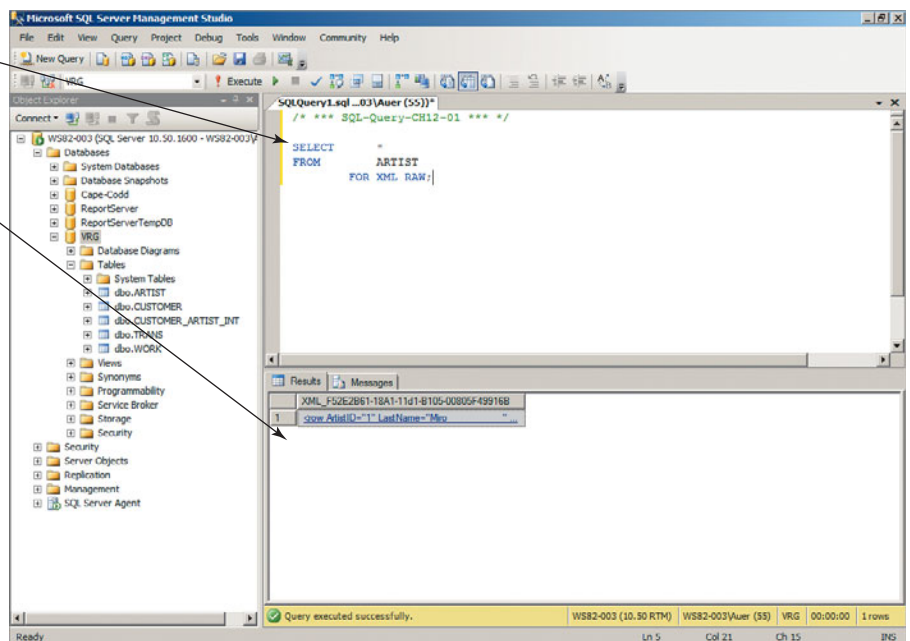 Microsoft SQL Server Management Studio
File Edit View Query Project Debug Tools Window Community Help
New Query
VRG Execute
Object Explorer
Connect
WS82-003 (SQL Server 10.50.1600 - WS82-003\A
Databases
System Databases
Database Snapshots
Cape-Codd
ReportServer
ReportServerTempDB
VRG
Database Diagrams
Tables
System Tables
dbo.ARTIST
dbo.CUSTOMER
dbo.CUSTOMER_ARTIST_INT
dbo.TRANS
dbo.WORK
Views
Synonyms
Programmability
Service Broker
Storage
Security
Security
Server Objects
Replication
Management
SQL Server Agent
SQLQuery1.sql ...03\Auer (55))*
/* *** SQL-Query-CH12-01 *** */
SELECT *
FROM ARTIST
FOR XML RAW;
Results Messages
XML_F52E2B61-18A1-11d1-B105-00805F49916B
1 <row ArtistID="1" LastName="Miro "...
Query executed successfully. WS82-003 (10.50 RTM) WS82-003\Auer (55) VRG 00:00:00 1 rows
Ready Ln 5 Col 21 Ch 15 INS